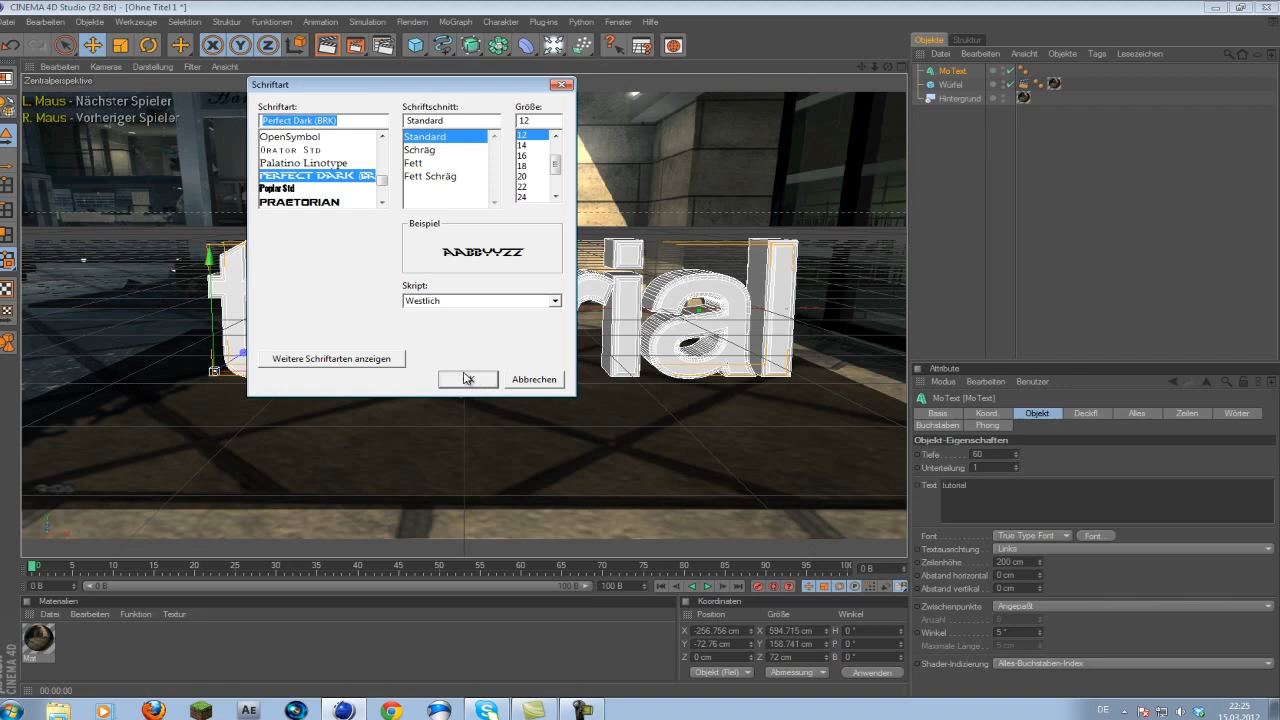 CINEMA 4D Studio (32 Bit) - [Ohne Titel 1 *]
Datei Bearbeiten Objekte Werkzeuge Selektion Struktur Funktionen Animation Simulation Rendern MoGraph Charakter Plug-ins Python Fenster Hilfe
Bearbeiten Kameras Darstellung Filter Ansicht
Zentralperspektive
L. Maus - Nächster Spieler
R. Maus - Vorheriger Spieler
Schriftart
Schriftart: Schriftschnitt: Größe:
Perfect Dark (BRK) Standard 12
OpenSymbol
Orator Std
Palatino Linotype
PERFECT DARK (BR
Poplar Std
PRAETORIAN
Standard
Schräg
Fett
Fett Schräg
12
14
16
18
20
22
24
Beispiel
AABBYYZZ
Skript:
Westlich
Weitere Schriftarten anzeigen
Abbrechen
t rial
Objekte Struktur
Datei Bearbeiten Ansicht Objekte Tags Lesezeichen
MoText
Würfel
Hintergrund
Attribute
Modus Bearbeiten Benutzer
MoText [MoText]
Basis Koord Objekt Deckfl Alles Zeilen Wörter
Buchstaben Phong
Objekt-Eigenschaften
Tiefe 60
Unterteilung 1
Text tutorial
Font True Type Font Font...
Textausrichtung Links
Zeilenhöhe 200 cm
Abstand horizontal 0 cm
Abstand vertikal 0 cm
Zwischenpunkte Angepaßt
Anzahl 8
Winkel 5 °
Maximale Länge 5 cm
Shader-Indizierung Alles-Buchstaben-Index
0 5 10 15 20 25 30 35 40 45 50 55 60 65 70 75 80 85 90 95 100 0 B
0 B 0 B 100 B 100 B
Materialien
Datei Bearbeiten Funktion Textur
Mat
Koordinaten
Position Größe Winkel
X -256.756 cm X 594.715 cm H 0 °
Y -72.76 cm Y 158.741 cm P 0 °
Z 0 cm Z 72 cm B 0 °
Objekt (Rel) Abmessung Anwenden
CINEMA 4D
00:00:00
AE
DE
22:25
15.03.2012